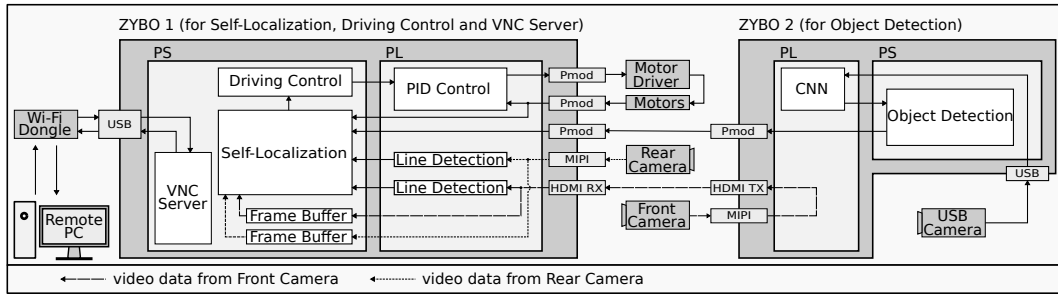 ZYBO 1 (for Self-Localization, Driving Control and VNC Server)
ZYBO 2 (for Object Detection)
PS
PL
PL
PS
Driving Control
PID Control
Pmod
Motor
Driver
CNN
Pmod
Motors
Wi-Fi
Dongle
USB
Self-Localization
Pmod
Pmod
Object Detection
Line Detection
MIPI
Rear
Camera
VNC
Server
Line Detection
HDMI RX
HDMI TX
USB
Remote
PC
Frame Buffer
Frame Buffer
Front
Camera
MIPI
USB
Camera
video data from Front Camera
video data from Rear Camera